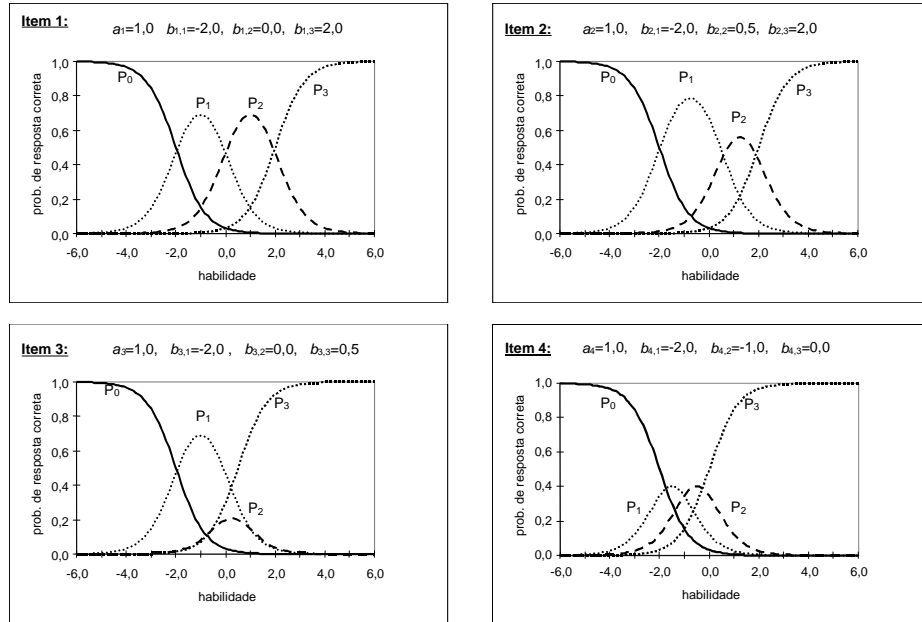 Item 1: a1=1,0 b1,1=-2,0 b1,2=0,0, b1,3=2,0
prob. de resposta correta
1,0
0,8
0,6
0,4
0,2
0,0
P0
P1
P2
P3
-6,0 -4,0 -2,0 0,0 2,0 4,0 6,0
habilidade
Item 2: a2=1,0, b2,1=-2,0, b2,2=0,5, b2,3=2,0
prob. de resposta correta
1,0
0,8
0,6
0,4
0,2
0,0
P0
P1
P2
P3
-6,0 -4,0 -2,0 0,0 2,0 4,0 6,0
habilidade
Item 3: a3=1,0, b3,1=-2,0 , b3,2=0,0, b3,3=0,5
prob. de resposta correta
1,0
0,8
0,6
0,4
0,2
0,0
P0
P1
P2
P3
-6,0 -4,0 -2,0 0,0 2,0 4,0 6,0
habilidade
Item 4: a4=1,0, b4,1=-2,0, b4,2=-1,0, b4,3=0,0
prob. de resposta correta
1,0
0,8
0,6
0,4
0,2
0,0
P0
P1
P2
P3
-6,0 -4,0 -2,0 0,0 2,0 4,0 6,0
habilidade